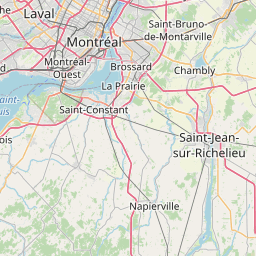 Laval
Montréal
Saint-Bruno-
de-Montarville
Montréal-
Ouest
Brossard
Chambly
La Prairie
Saint-Constant
Saint-Jean-
sur-Richelieu
Napierville